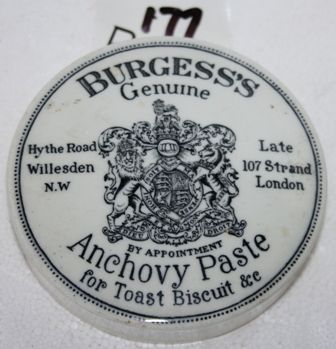 177
BURGESS'S
Genuine
Hythe Road
Willesden
N.W
Late
107 Strand
London
BY APPOINTMENT
Anchovy Paste
for Toast Biscuit &c